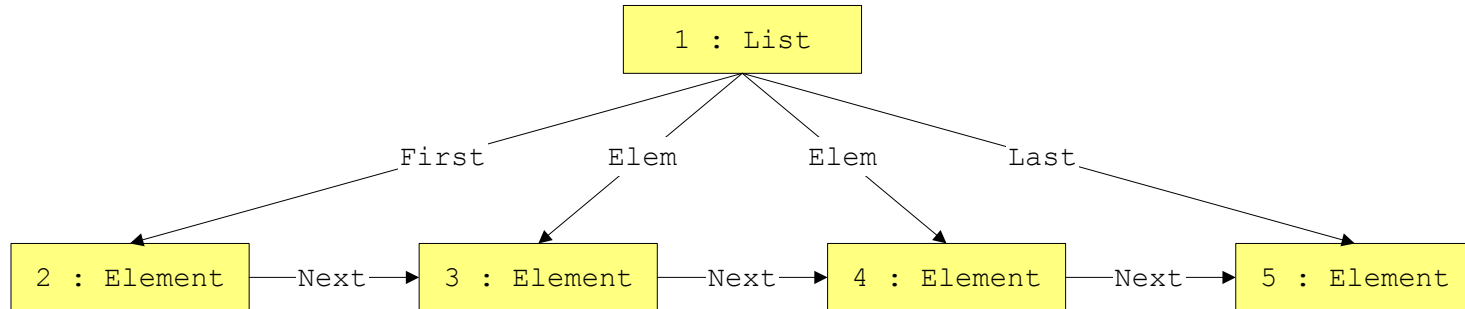 1 : List
First Elem Elem Last
2 : Element Next 3 : Element Next 4 : Element Next 5 : Element